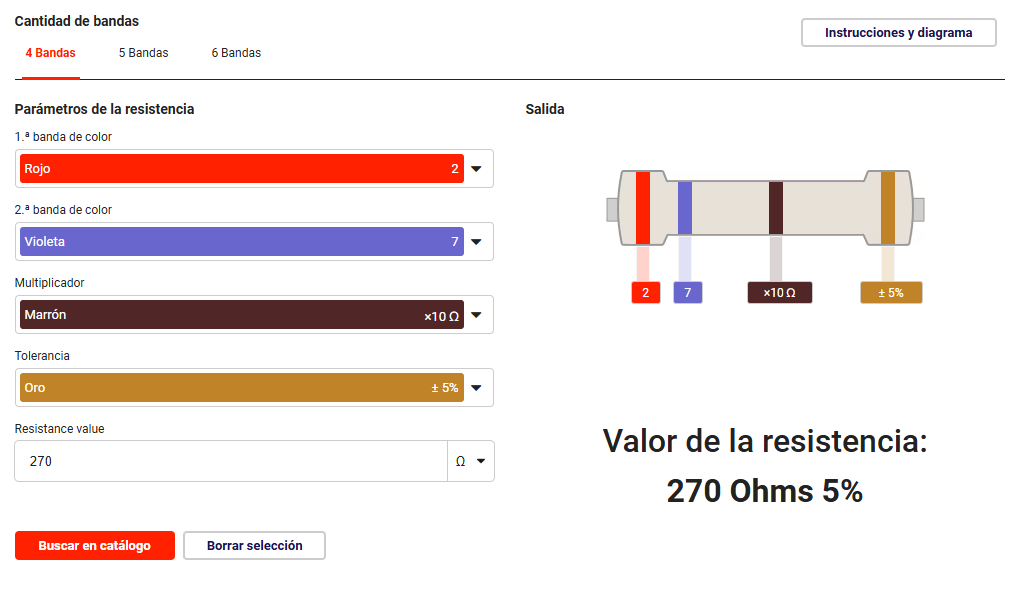 Cantidad de bandas
Instrucciones y diagrama
4 Bandas 5 Bandas 6 Bandas
Parámetros de la resistencia
1.ª banda de color
Rojo 2
2.ª banda de color
Violeta 7
Multiplicador
Marrón ×10 Ω
Tolerancia
Oro ± 5%
Resistance value
270 Ω
Buscar en catálogo Borrar selección
Salida
2 7 ×10 Ω ± 5%
Valor de la resistencia:
270 Ohms 5%